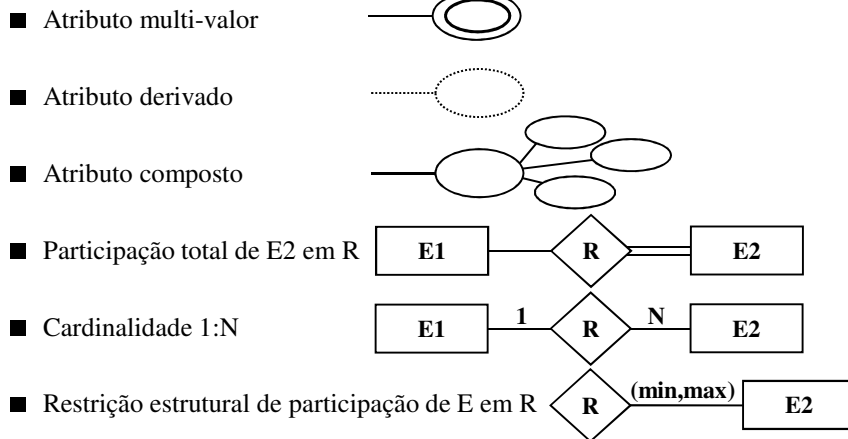 Atributo multi-valor
Atributo derivado
Atributo composto
Participação total de E2 em R E1 R E2
Cardinalidade 1:N E1 1 R N E2
Restrição estrutural de participação de E em R R (min,max) E2